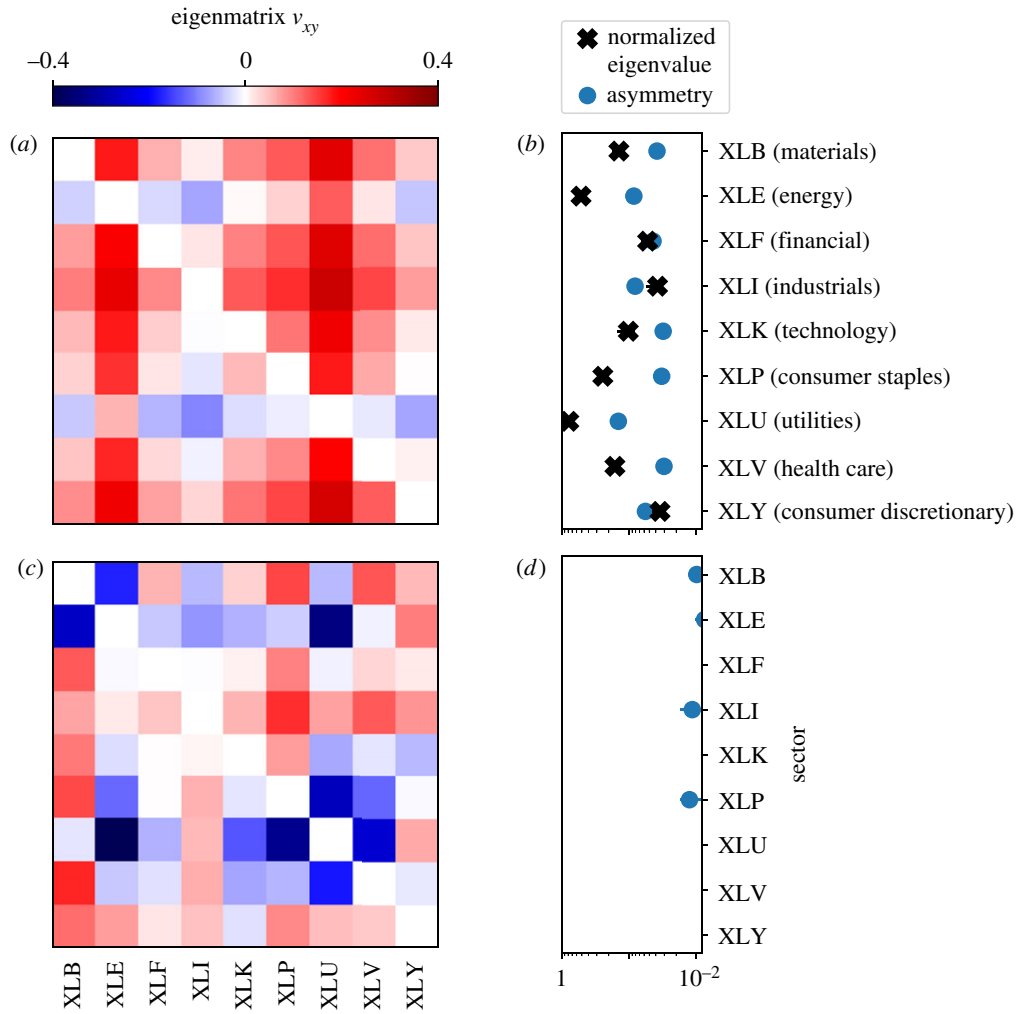 eigenmatrix vxy
–0.4 0 0.4
normalized
eigenvalue
asymmetry
(a)
(b)
XLB (materials)
XLE (energy)
XLF (financial)
XLI (industrials)
XLK (technology)
XLP (consumer staples)
XLU (utilities)
XLV (health care)
XLY (consumer discretionary)
(c)
(d)
XLB
XLE
XLF
XLI
XLK
XLP
XLU
XLV
XLY
sector
XLB XLE XLF XLI XLK XLP XLU XLV XLY
1 10⁻²